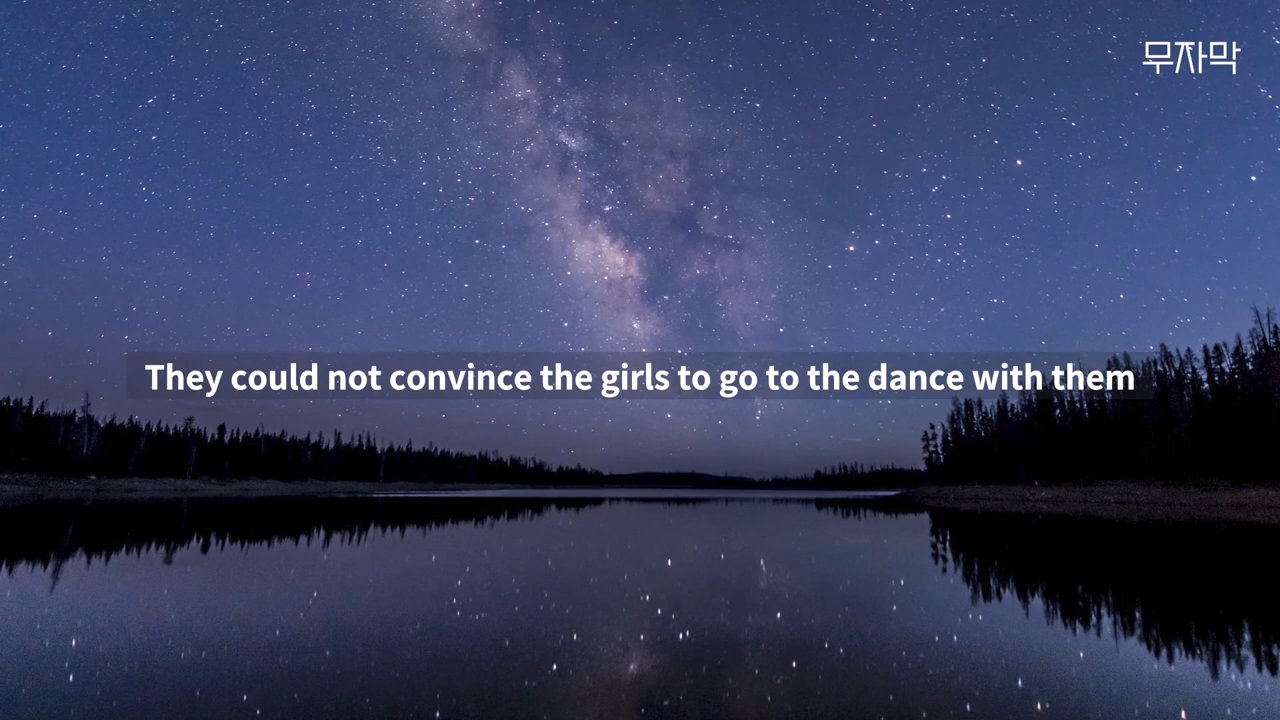 무자막
They could not convince the girls to go to the dance with them